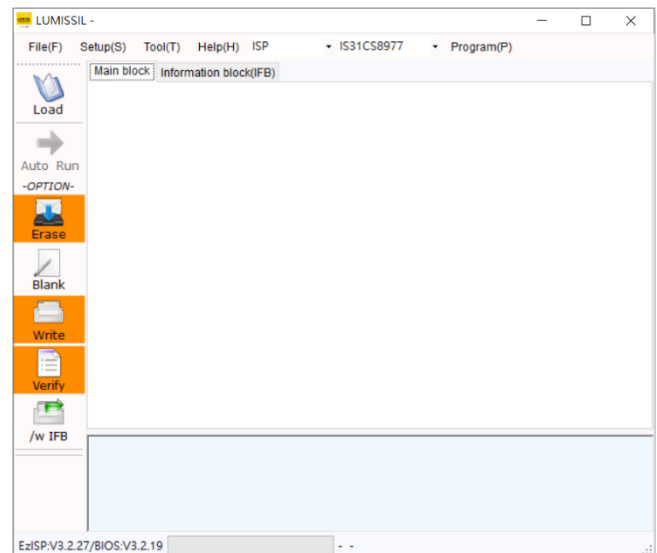 LUMISSIL -
File(F) Setup(S) Tool(T) Help(H) ISP IS31CS8977 Program(P)
Main block Information block(IFB)
Load
Auto Run
-OPTION-
Erase
Blank
Write
Verify
/w IFB
EzISP:V3.2.27/BIOS:V3.2.19 - -